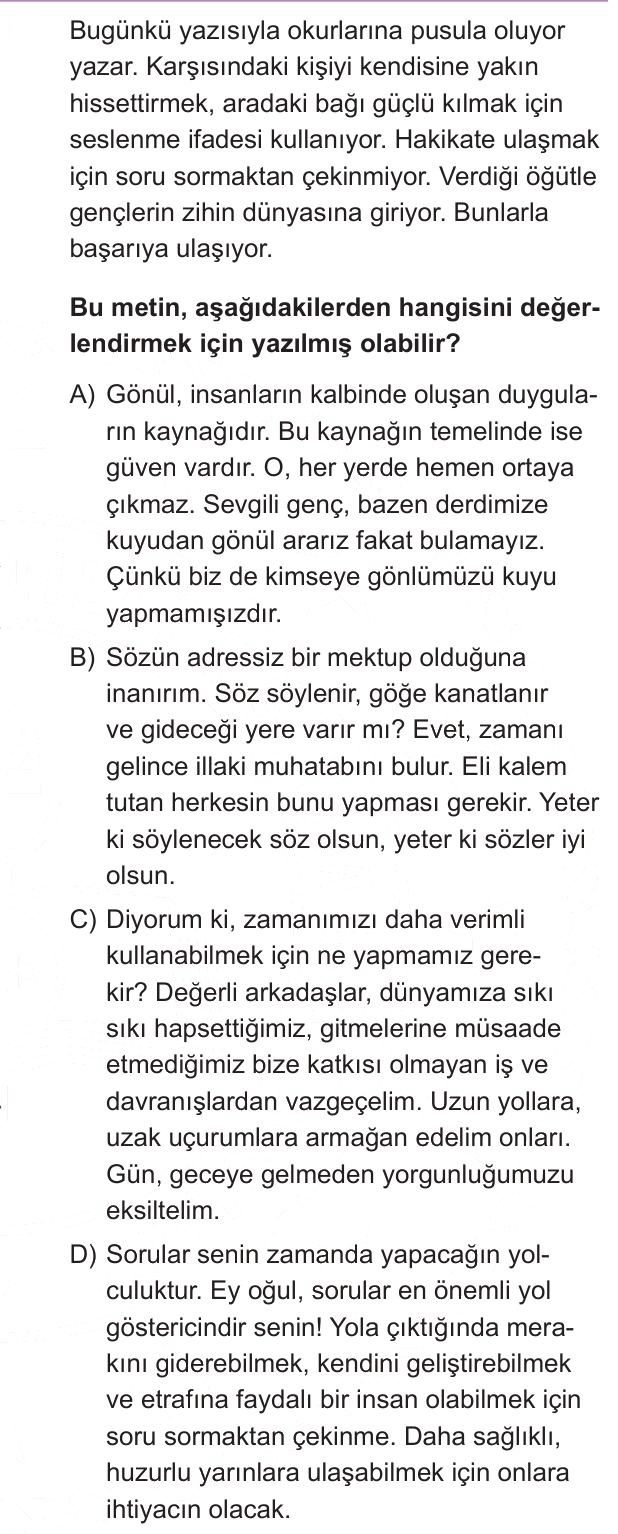 Bugünkü yazısıyla okurlarına pusula oluyor
yazar. Karşısındaki kişiyi kendisine yakın
hissettirmek, aradaki bağı güçlü kılmak için
seslenme ifadesi kullanıyor. Hakikate ulaşmak
için soru sormaktan çekinmiyor. Verdiği öğütle
gençlerin zihin dünyasına giriyor. Bunlarla
başarıya ulaşıyor.
Bu metin, aşağıdakilerden hangisini değer-
lendirmek için yazılmış olabilir?
A) Gönül, insanların kalbinde oluşan duygula-
rın kaynağıdır. Bu kaynağın temelinde ise
güven vardır. O, her yerde hemen ortaya
çıkmaz. Sevgili genç, bazen derdimize
kuyudan gönül ararız fakat bulamayız.
Çünkü biz de kimseye gönlümüzü kuyu
yapmamışızdır.
B) Sözün adressiz bir mektup olduğuna
inanırım. Söz söylenir, göğe kanatlanır
ve gideceği yere varır mı? Evet, zamanı
gelince illaki muhatabını bulur. Eli kalem
tutan herkesin bunu yapması gerekir. Yeter
ki söylenecek söz olsun, yeter ki sözler iyi
olsun.
C) Diyorum ki, zamanımızı daha verimli
kullanabilmek için ne yapmamız gere-
kir? Değerli arkadaşlar, dünyamıza sıkı
sıkı hapsettiğimiz, gitmelerine müsaade
etmediğimiz bize katkısı olmayan iş ve
davranışlardan vazgeçelim. Uzun yollara,
uzak uçurumlara armağan edelim onları.
Gün, geceye gelmeden yorgunluğumuzu
eksiltelim.
D) Sorular senin zamanda yapacağın yol-
culuktur. Ey oğul, sorular en önemli yol
göstericindir senin! Yola çıktığında mera-
kını giderebilmek, kendini geliştirebilmek
ve etrafına faydalı bir insan olabilmek için
soru sormaktan çekinme. Daha sağlıklı,
huzurlu yarınlara ulaşabilmek için onlara
ihtiyacın olacak.